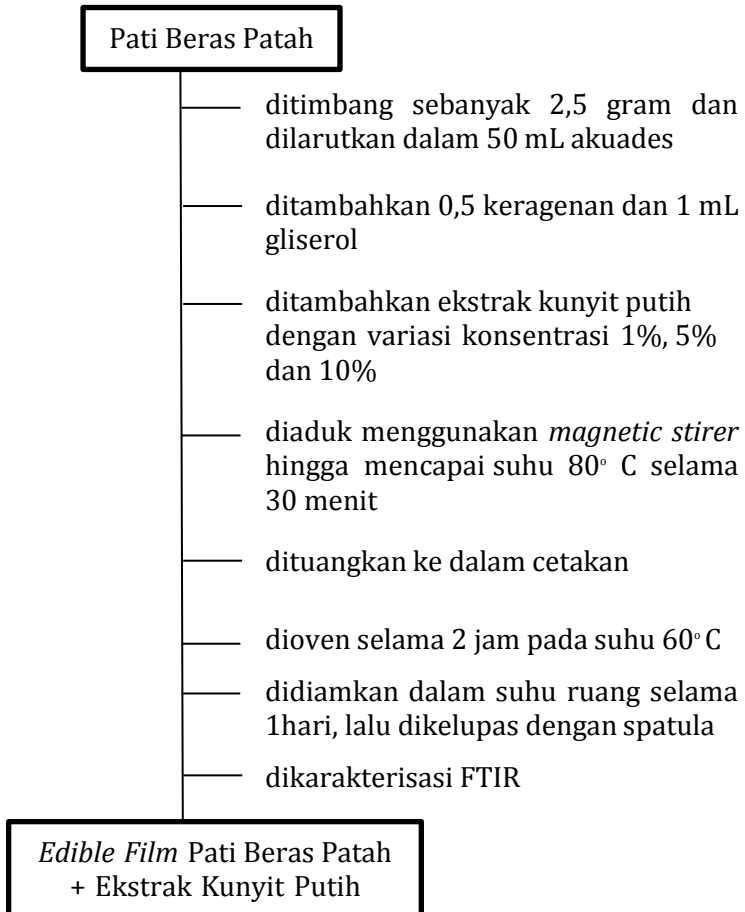 Pati Beras Patah
ditimbang sebanyak 2,5 gram dan
dilarutkan dalam 50 mL akuades
ditambahkan 0,5 keragenan dan 1 mL
gliserol
ditambahkan ekstrak kunyit putih
dengan variasi konsentrasi 1%, 5%
dan 10%
diaduk menggunakan magnetic stirer
hingga mencapai suhu 80° C selama
30 menit
dituangkan ke dalam cetakan
dioven selama 2 jam pada suhu 60° C
didiamkan dalam suhu ruang selama
1hari, lalu dikelupas dengan spatula
dikarakterisasi FTIR
Edible Film Pati Beras Patah
+ Ekstrak Kunyit Putih